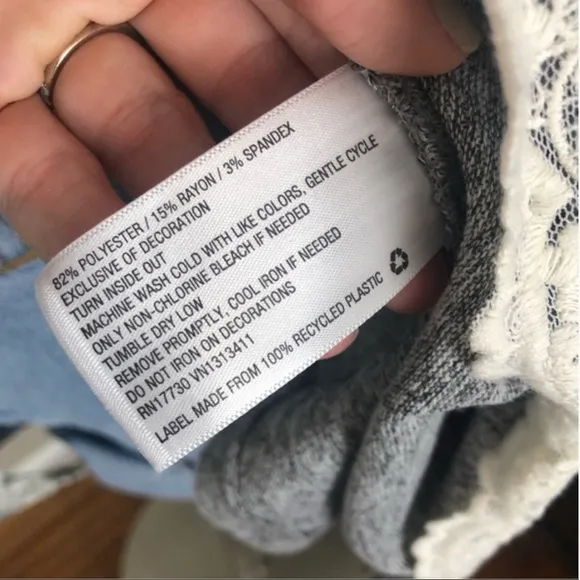 82% POLYESTER / 15% RAYON / 3% SPANDEX
EXCLUSIVE OF DECORATION
TURN INSIDE OUT
MACHINE WASH COLD WITH LIKE COLORS, GENTLE CYCLE
ONLY NON-CHLORINE BLEACH IF NEEDED
TUMBLE DRY LOW
REMOVE PROMPTLY, COOL IRON IF NEEDED
DO NOT IRON ON DECORATIONS
RN17730 VN1313411
LABEL MADE FROM 100% RECYCLED PLASTIC